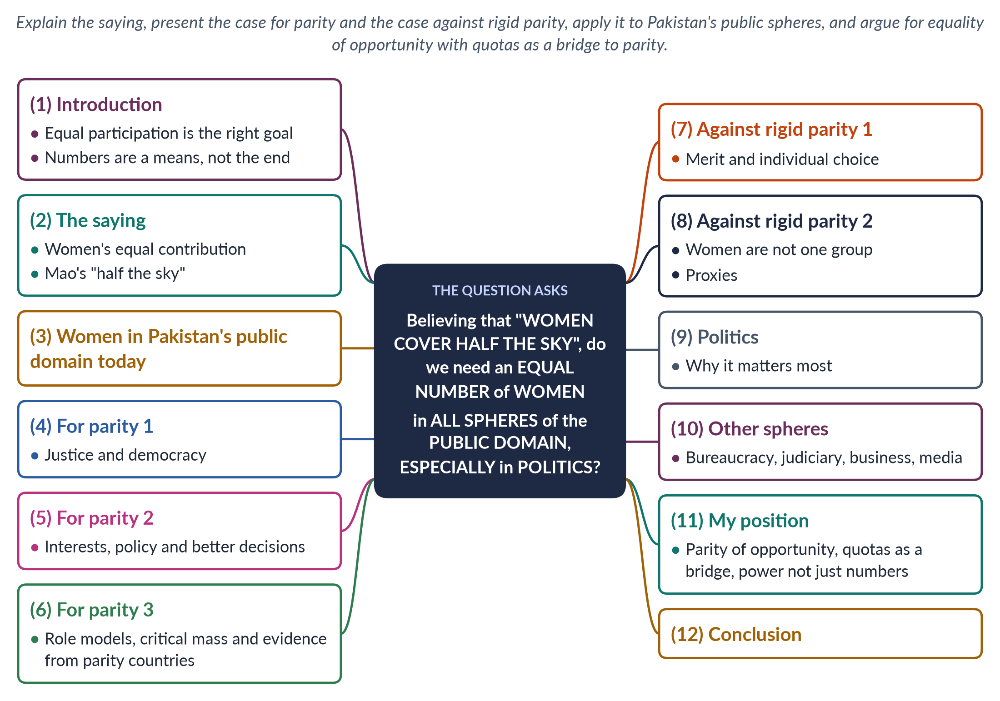 Explain the saying, present the case for parity and the case against rigid parity, apply it to Pakistan's public spheres, and argue for equality
of opportunity with quotas as a bridge to parity.
(1) Introduction
• Equal participation is the right goal
• Numbers are a means, not the end
(2) The saying
• Women's equal contribution
• Mao's "half the sky"
(3) Women in Pakistan's public
domain today
(4) For parity 1
• Justice and democracy
(5) For parity 2
• Interests, policy and better decisions
(6) For parity 3
• Role models, critical mass and evidence
from parity countries
THE QUESTION ASKS
Believing that "WOMEN
COVER HALF THE SKY", do
we need an EQUAL
NUMBER of WOMEN
in ALL SPHERES of the
PUBLIC DOMAIN,
ESPECIALLY in POLITICS?
(7) Against rigid parity 1
• Merit and individual choice
(8) Against rigid parity 2
• Women are not one group
• Proxies
(9) Politics
• Why it matters most
(10) Other spheres
• Bureaucracy, judiciary, business, media
(11) My position
• Parity of opportunity, quotas as a
bridge, power not just numbers
(12) Conclusion